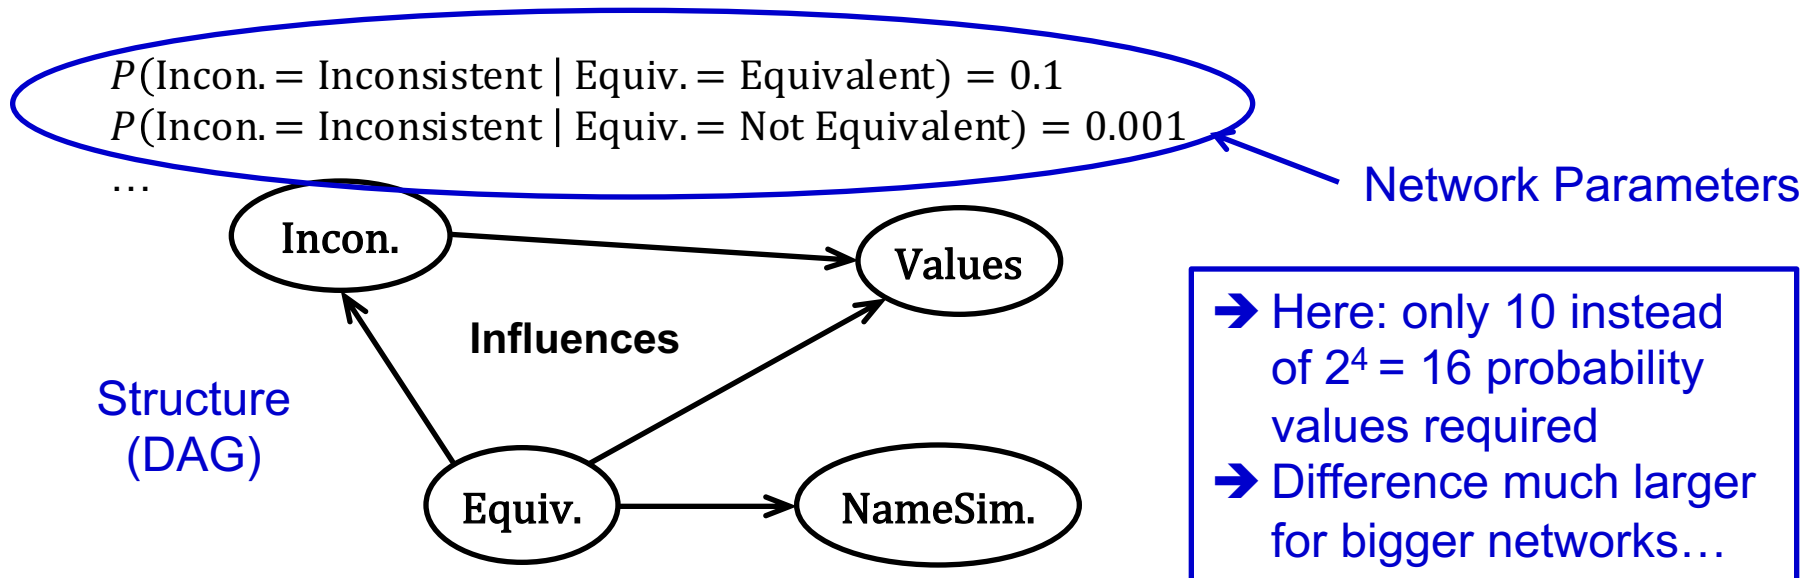 P(Incon. = Inconsistent | Equiv. = Equivalent) = 0.1
P(Incon. = Inconsistent | Equiv. = Not Equivalent) = 0.001
…
Network Parameters
Incon.
Values
Influences
Structure
(DAG)
Equiv.
NameSim.
➔ Here: only 10 instead
of 2⁴ = 16 probability
values required
➔ Difference much larger
for bigger networks…